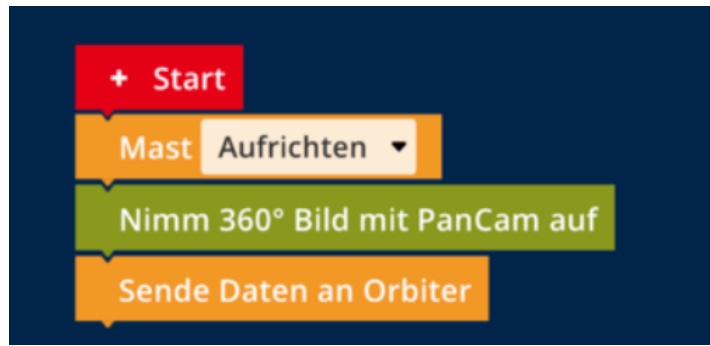 + Start
Mast Aufrichten
Nimm 360° Bild mit PanCam auf
Sende Daten an Orbiter